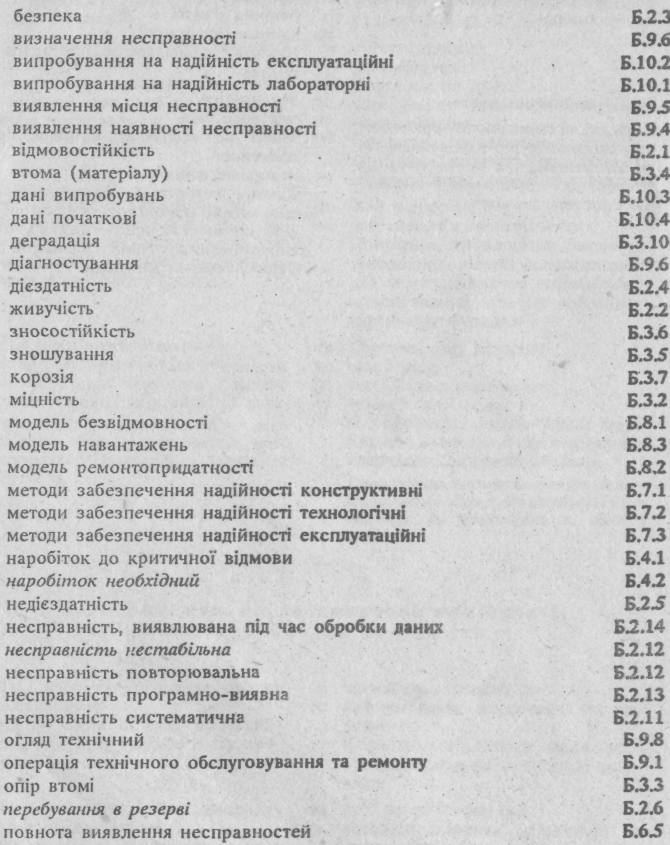 безпека Б.2.3
визначення несправності Б.9.6
випробування на надійність експлуатаційні Б.10.2
випробування на надійність лабораторні Б.10.1
виявлення місця несправності Б.9.5
виявлення наявності несправності Б.9.4
відмовостійкість Б.2.1
втома (матеріалу) Б.3.4
дані випробувань Б.10.3
дані початкові Б.10.4
деградація Б.3.10
діагностування Б.9.6
дієздатність Б.2.4
живучість Б.2.2
зносостійкість Б.3.6
зношування Б.3.5
корозія Б.3.7
міцність Б.3.2
модель безвідмовності Б.8.1
модель навантажень Б.8.3
модель ремонтопридатності Б.8.2
методи забезпечення надійності конструктивні Б.7.1
методи забезпечення надійності технологічні Б.7.2
методи забезпечення надійності експлуатаційні Б.7.3
наробіток до критичної відмови Б.4.1
наробіток необхідний Б.4.2
недієздатність Б.2.5
несправність, виявлювана під час обробки даних Б.2.14
несправність нестабільна Б.2.12
несправність повторювальна Б.2.12
несправність програмно-виявна Б.2.13
несправність систематична Б.2.11
огляд технічний Б.9.8
операція технічного обслуговування та ремонту Б.9.1
опір втомі Б.3.3
перебування в резерві Б.2.6
повнота виявлення несправностей Б.6.5